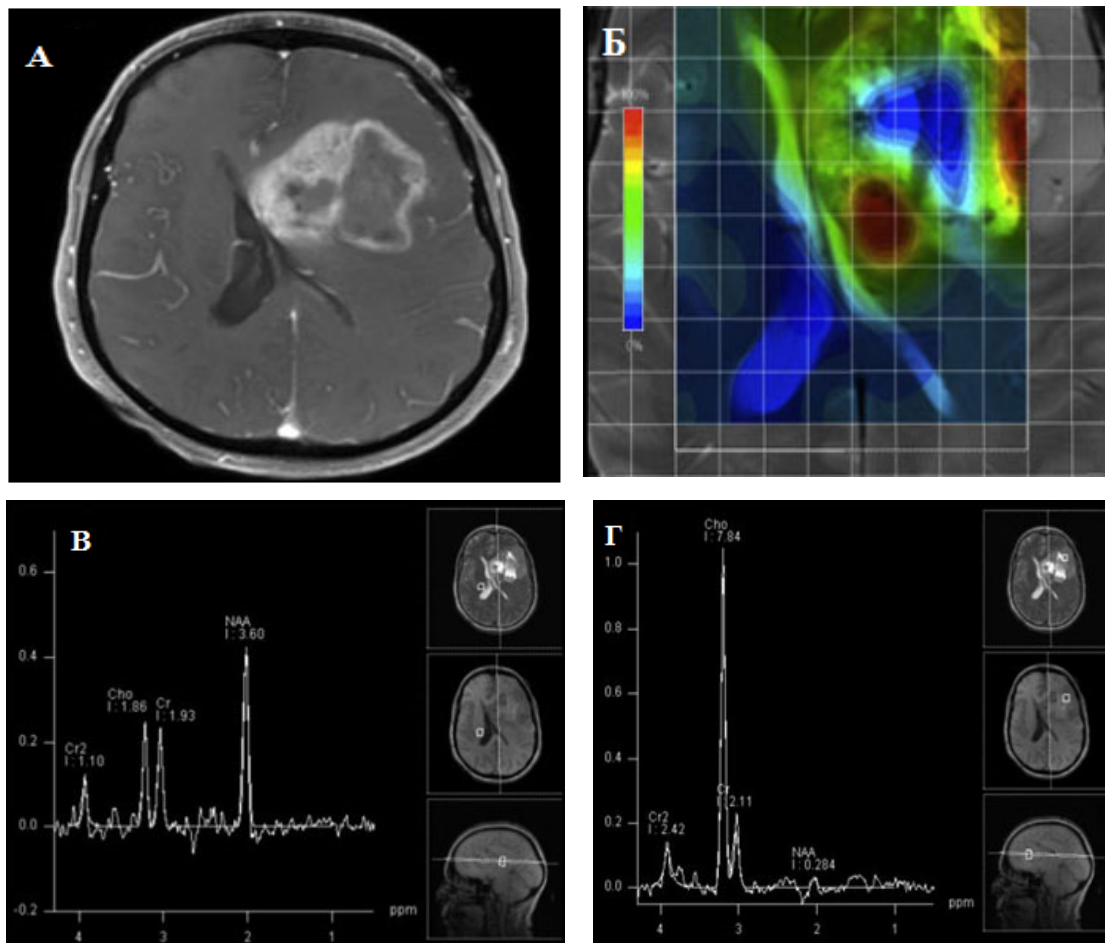 А
Б
100%
0%
В
0.6
0.4
0.2
0.0
-0.2
NAA
I : 3.60
Cho
I : 1.86
Cr
I : 1.93
Cr2
I : 1.10
4
3
2
1
ppm
Г
1.0
0.8
0.6
0.4
0.2
0.0
Cho
I : 7.84
Cr
I : 2.11
Cr2
I : 2.42
NAA
I : 0.284
4
3
2
1
ppm